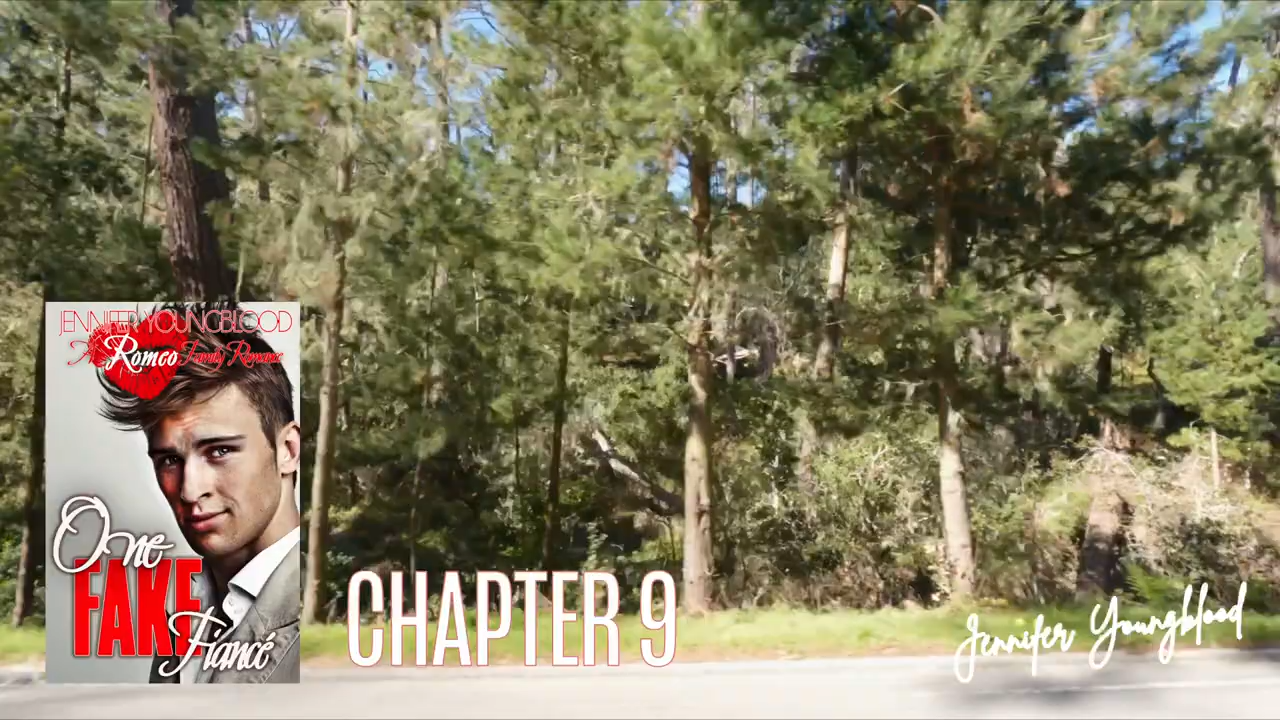 JENNIFER YOUNGBLOOD
A Romeo Family Romance
One
FAKE
Fiancé
CHAPTER 9
Jennifer Youngblood